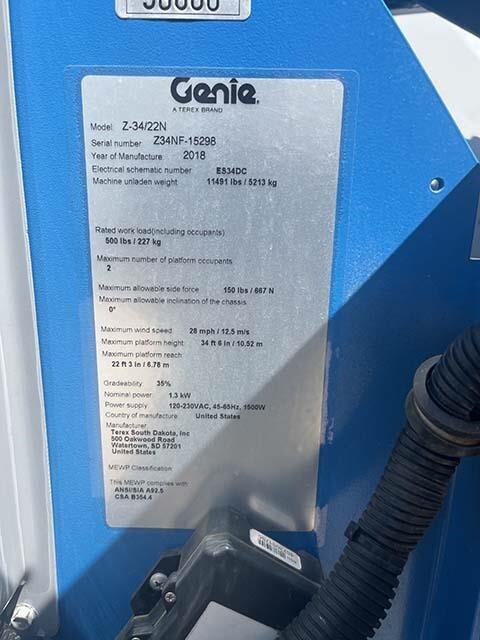 Genie
A TEREX BRAND
Model Z-34/22N
Serial number Z34NF-15298
Year of Manufacture 2018
Electrical schematic number ES34DC
Machine unladen weight 11491 lbs / 5213 kg
Rated work load(including occupants)
500 lbs / 227 kg
Maximum number of platform occupants
2
Maximum allowable side force 150 lbs / 667 N
Maximum allowable inclination of the chassis
0°
Maximum wind speed 28 mph / 12.5 m/s
Maximum platform height 34 ft 6 in / 10.52 m
Maximum platform reach
22 ft 3 in / 6.78 m
Gradeability 35%
Nominal power 1.3 kW
Power supply 120-230VAC, 45-65Hz, 1500W
Country of manufacture United States
Manufacturer
Terex South Dakota, Inc
500 Oakwood Road
Watertown, SD 57201
United States
MEWP Classification
This MEWP complies with:
ANSI/SIA A92.5
CSA B354.4